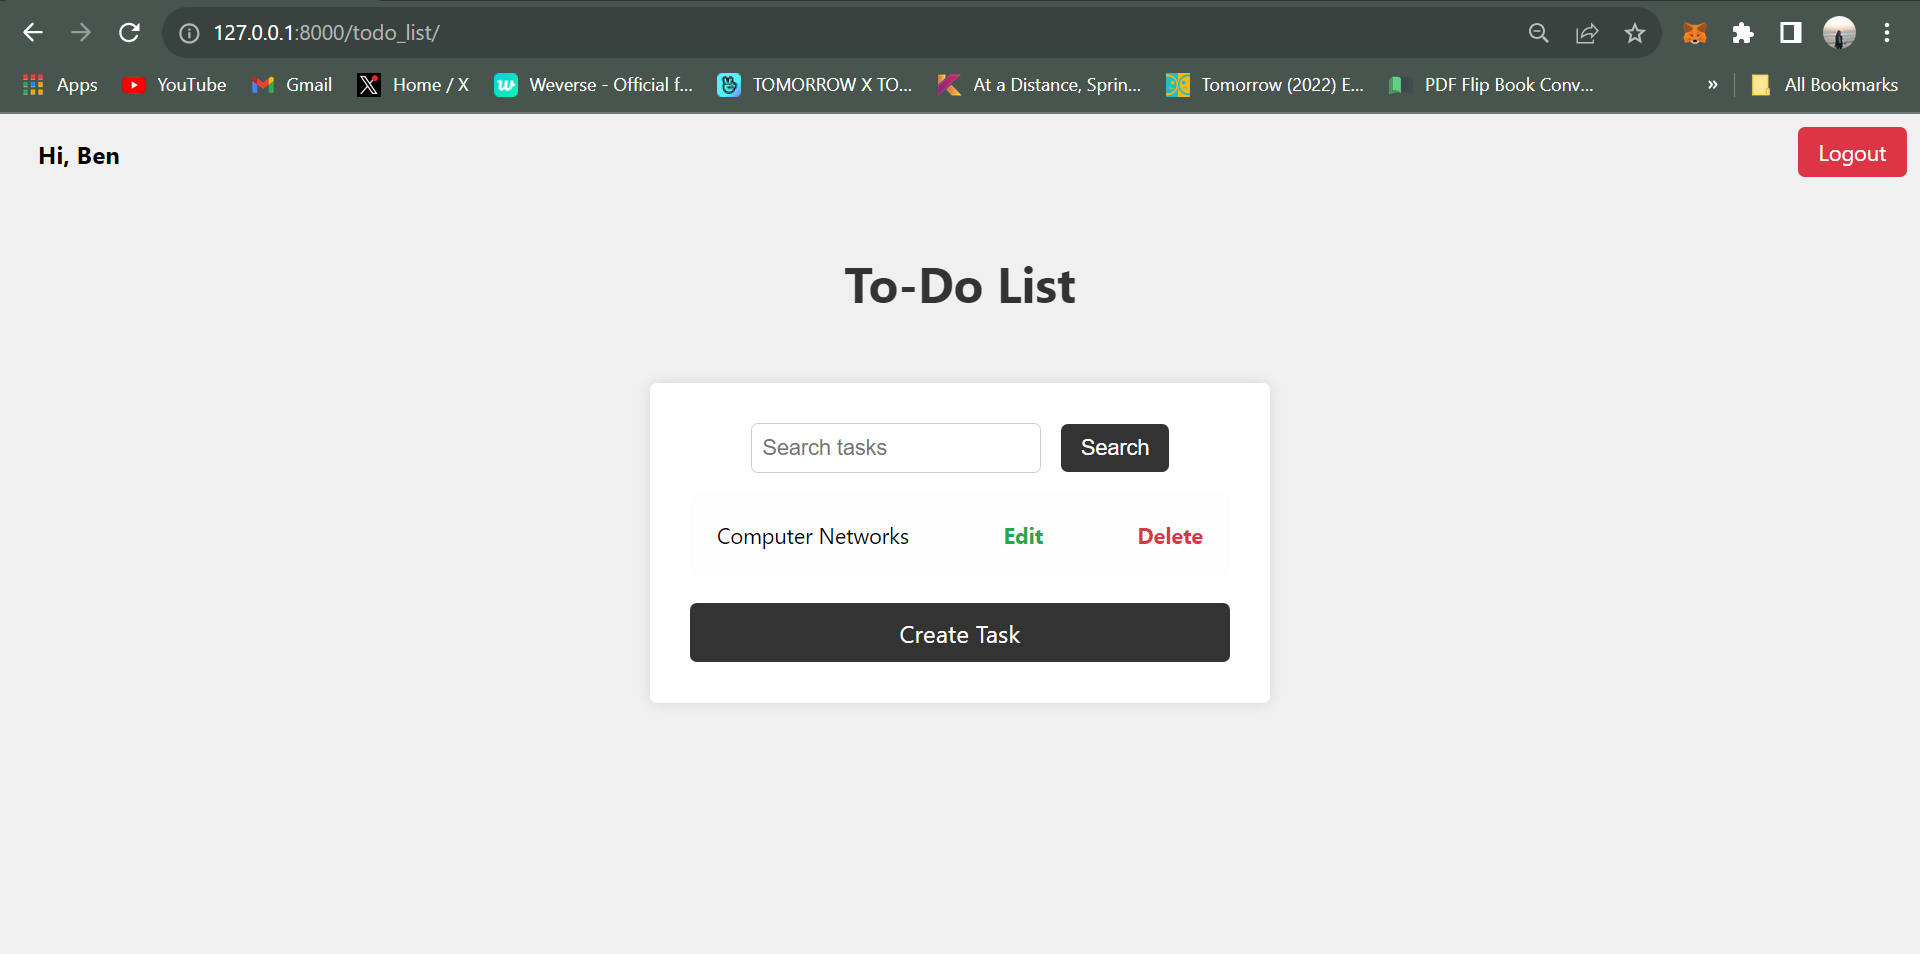 127.0.0.1:8000/todo_list/
Apps YouTube Gmail Home / X Weverse - Official f... TOMORROW X TO... At a Distance, Sprin... Tomorrow (2022) E... PDF Flip Book Conv... » All Bookmarks
Hi, Ben Logout
To-Do List
Search tasks Search
Computer Networks Edit Delete
Create Task